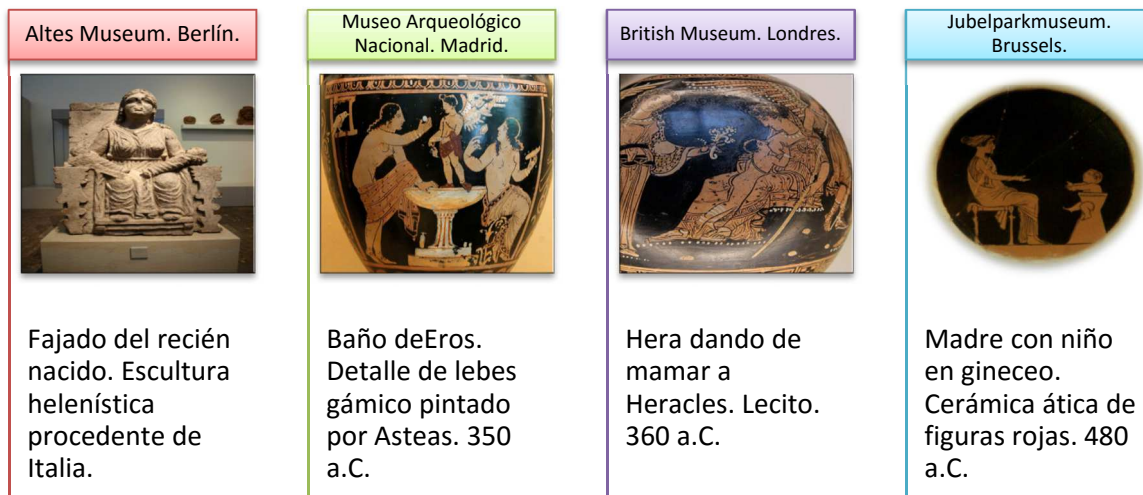 Altes Museum. Berlín.
Museo Arqueológico
Nacional. Madrid.
British Museum. Londres.
Jubelparkmuseum.
Brussels.
Fajado del recién
nacido. Escultura
helenística
procedente de
Italia.
Baño deEros.
Detalle de lebes
gámico pintado
por Asteas. 350
a.C.
Hera dando de
mamar a
Heracles. Lecito.
360 a.C.
Madre con niño
en gineceo.
Cerámica ática de
figuras rojas. 480
a.C.